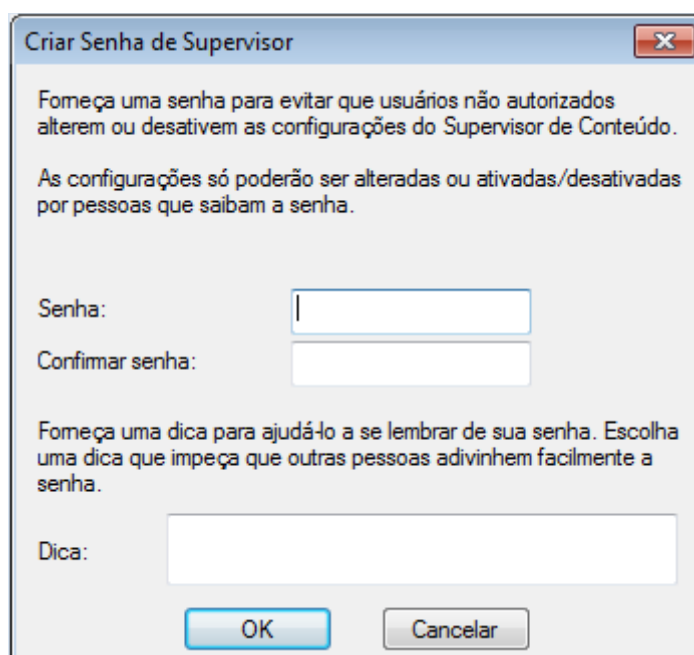 Criar Senha de Supervisor
Forneça uma senha para evitar que usuários não autorizados
alterem ou desativem as configurações do Supervisor de Conteúdo.
As configurações só poderão ser alteradas ou ativadas/desativadas
por pessoas que saibam a senha.
Senha:
Confirmar senha:
Forneça uma dica para ajudá-lo a se lembrar de sua senha. Escolha
uma dica que impeça que outras pessoas adivinhem facilmente a
senha.
Dica:
OK Cancelar